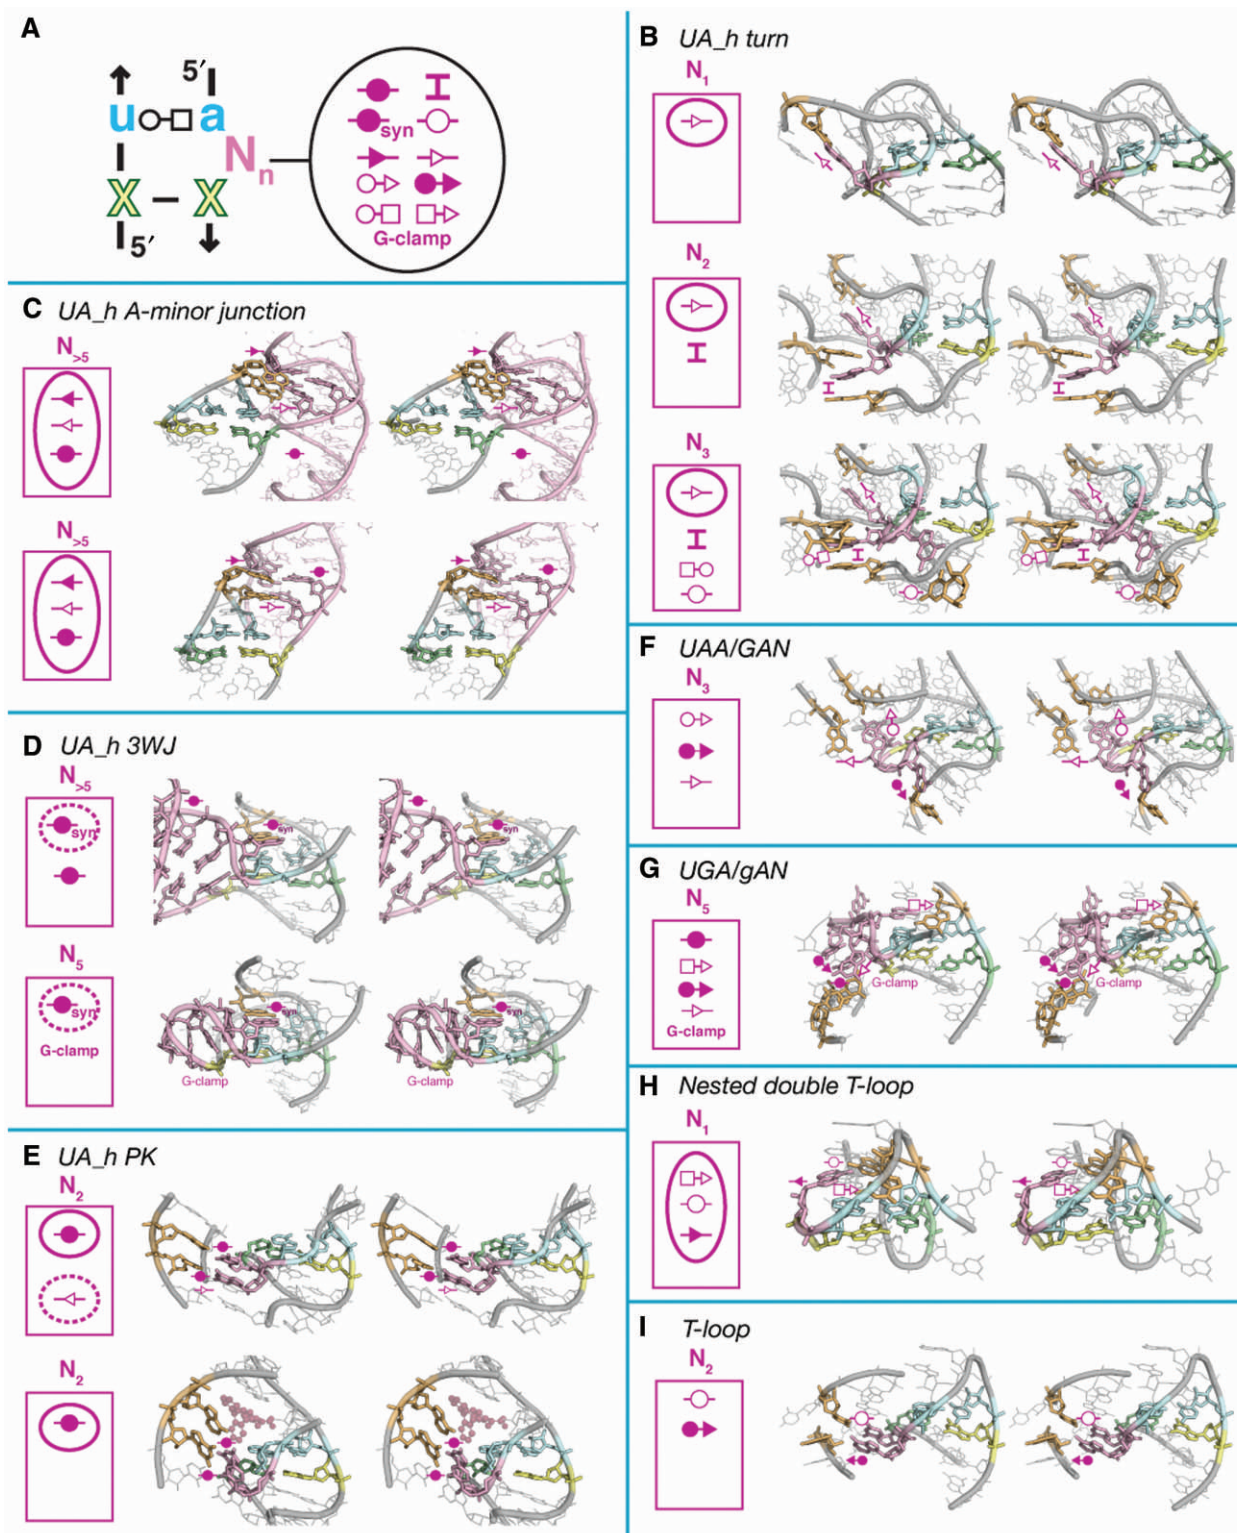 A
5′
u a
N
n
X X
5′
syn
G-clamp
B UA_h turn
N1
N2
N3
C UA_h A-minor junction
N>5
N>5
D UA_h 3WJ
N>5
syn
syn
syn
N5
syn
G-clamp
syn
syn
G-clamp
G-clamp
E UA_h PK
N2
N2
F UAA/GAN
N3
G UGA/gAN
N5
G-clamp
G-clamp
G-clamp
H Nested double T-loop
N1
I T-loop
N2